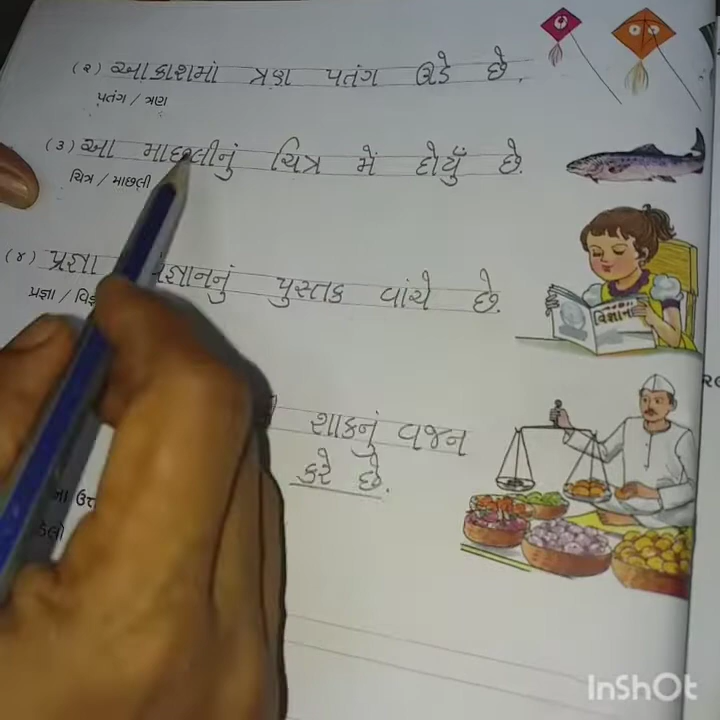 (૨) આકાશમાં ત્રણ પતંગ ઊડે છે.
પતંગ / ત્રણ
(૩) આ માછલીનું ચિત્ર મેં દોર્યું છે.
ચિત્ર / માછલી
(૪) પ્રજ્ઞા વિજ્ઞાનનું પુસ્તક વાંચે છે.
પ્રજ્ઞા /
વિજ્ઞાન
શાકનું વજન
કરે છે.
InShOt